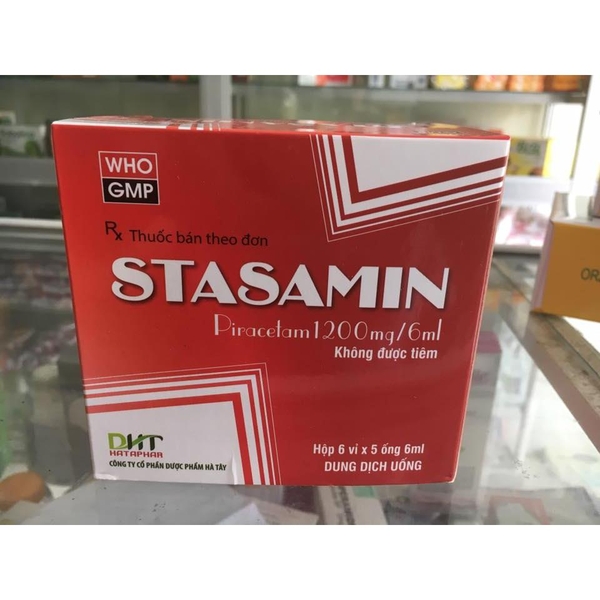 WHO
GMP
Rx Thuốc bán theo đơn
STASAMIN
Piracetam 1200mg/6ml
Không được tiêm
DHT
HATAPHAR
CÔNG TY CỔ PHẦN DƯỢC PHẨM HÀ TÂY
Hộp 6 vỉ x 5 ống 6ml
DUNG DỊCH UỐNG